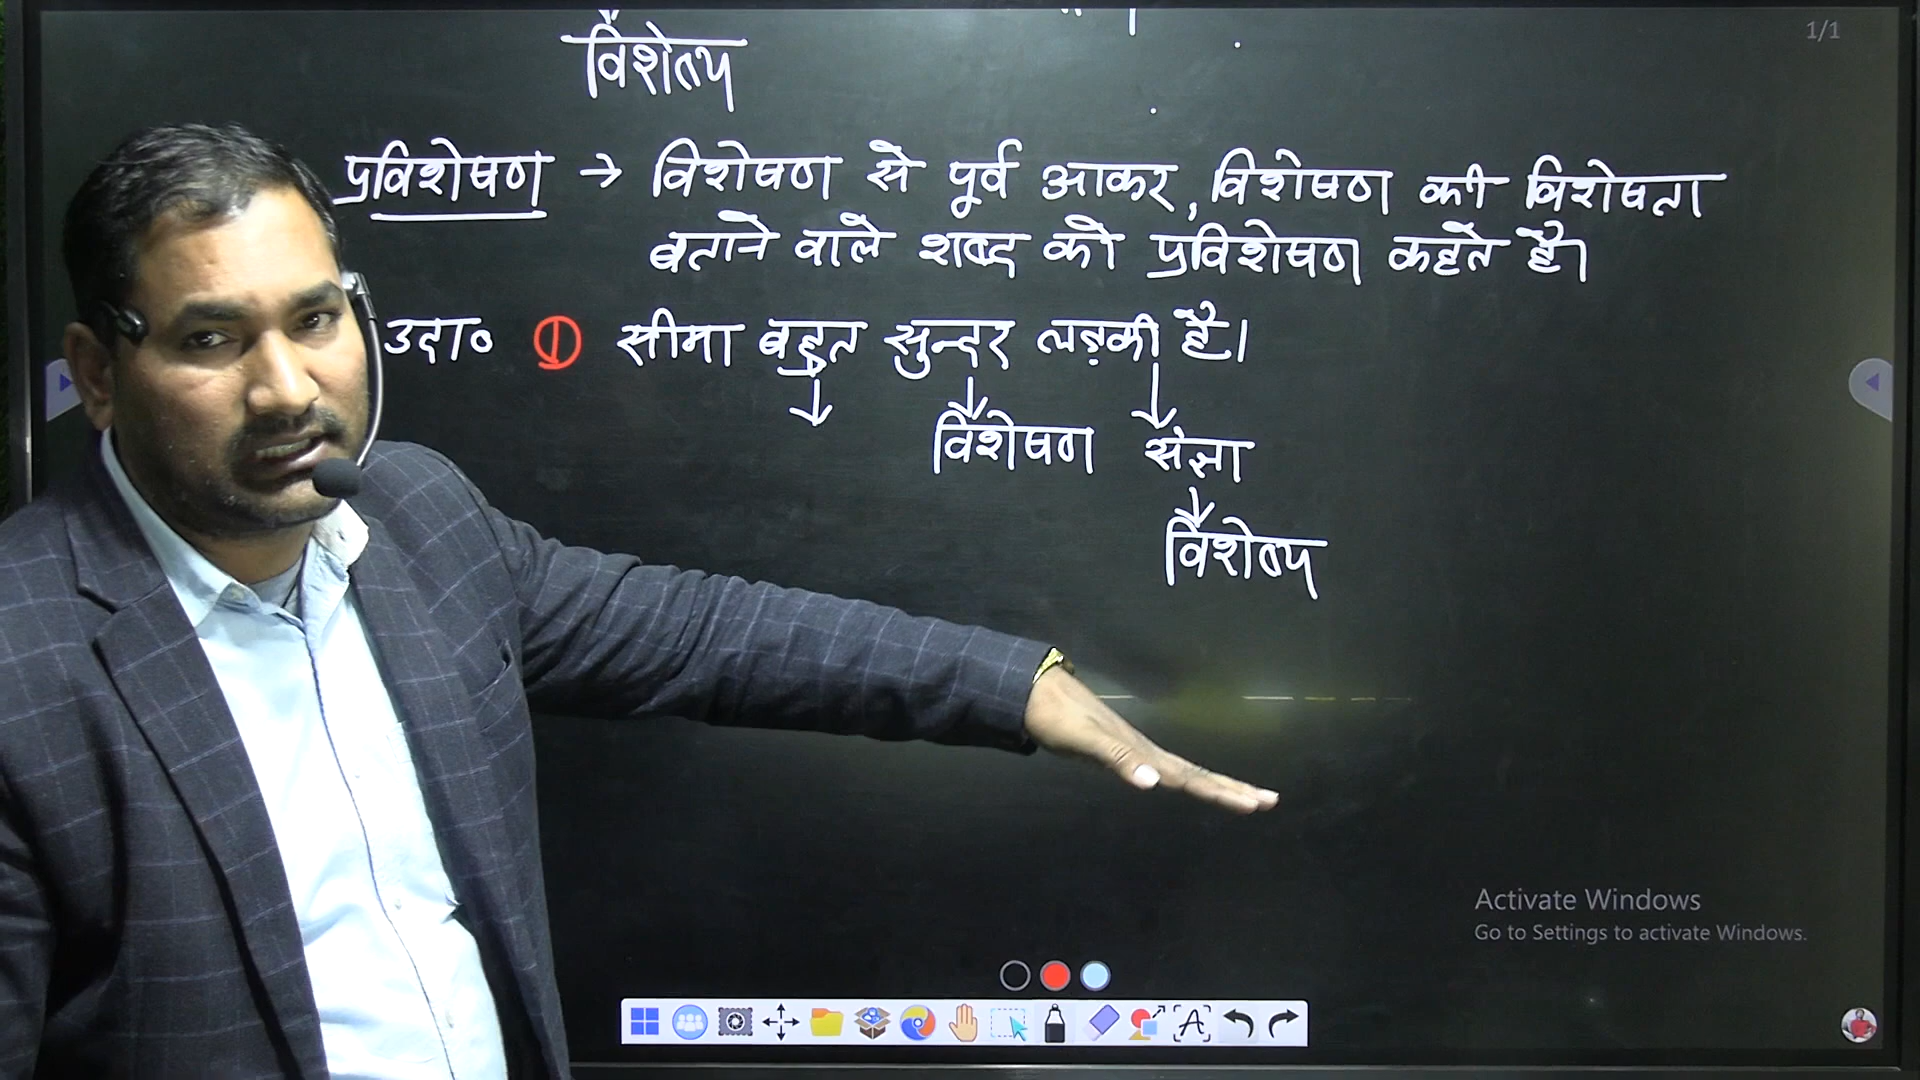 1/1
विशेष्य
प्रविशेषण → विशेषण से पूर्व आकर, विशेषण की विशेषता
बताने वाले शब्द को प्रविशेषण कहते है।
उदा० ① सीमा बहुत सुन्दर लड़की है।
विशेषण संज्ञा
विशेष्य
Activate Windows
Go to Settings to activate Windows.